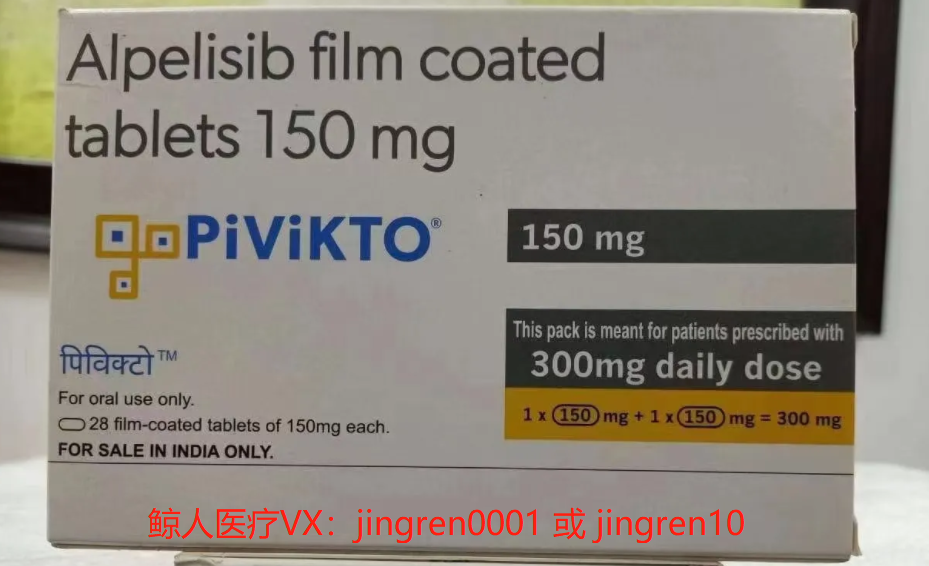 Alpelisib film coated
tablets 150 mg
PiViKTO®
150 mg
This pack is meant for patients prescribed with
300mg daily dose
1 x 150 mg + 1 x 150 mg = 300 mg
पिविक्टो™
For oral use only.
28 film-coated tablets of 150mg each.
FOR SALE IN INDIA ONLY.
鲸人医疗VX：jingren0001 或 jingren10